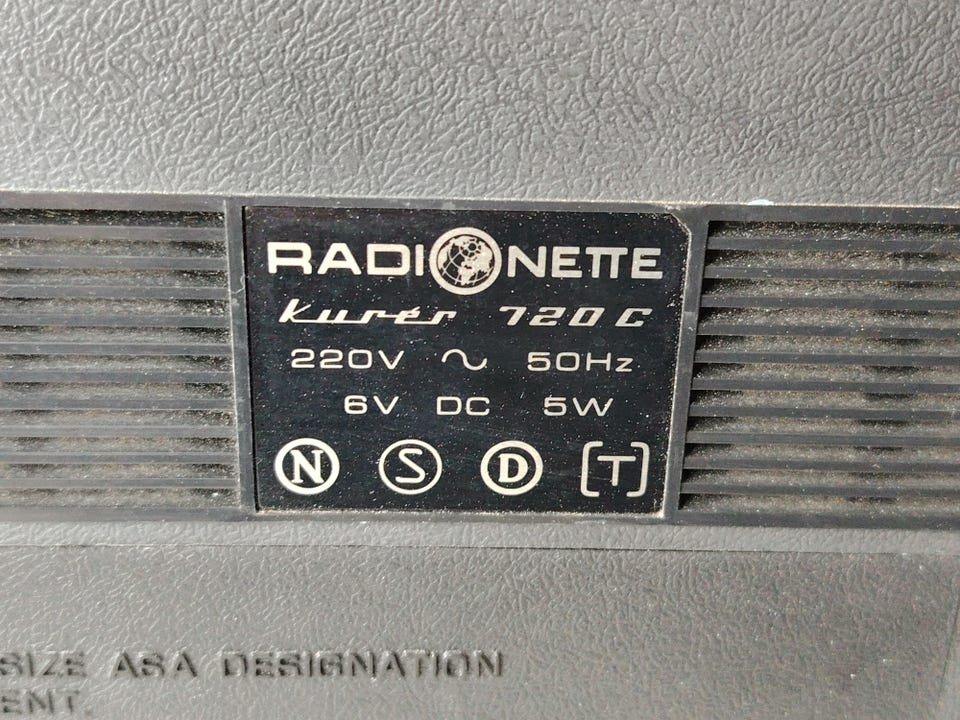 RADIONETTE
Kurér 720 C
220V ~ 50Hz
6V DC 5W
N S D [T]
SIZE ASA DESIGNATION
ENT.